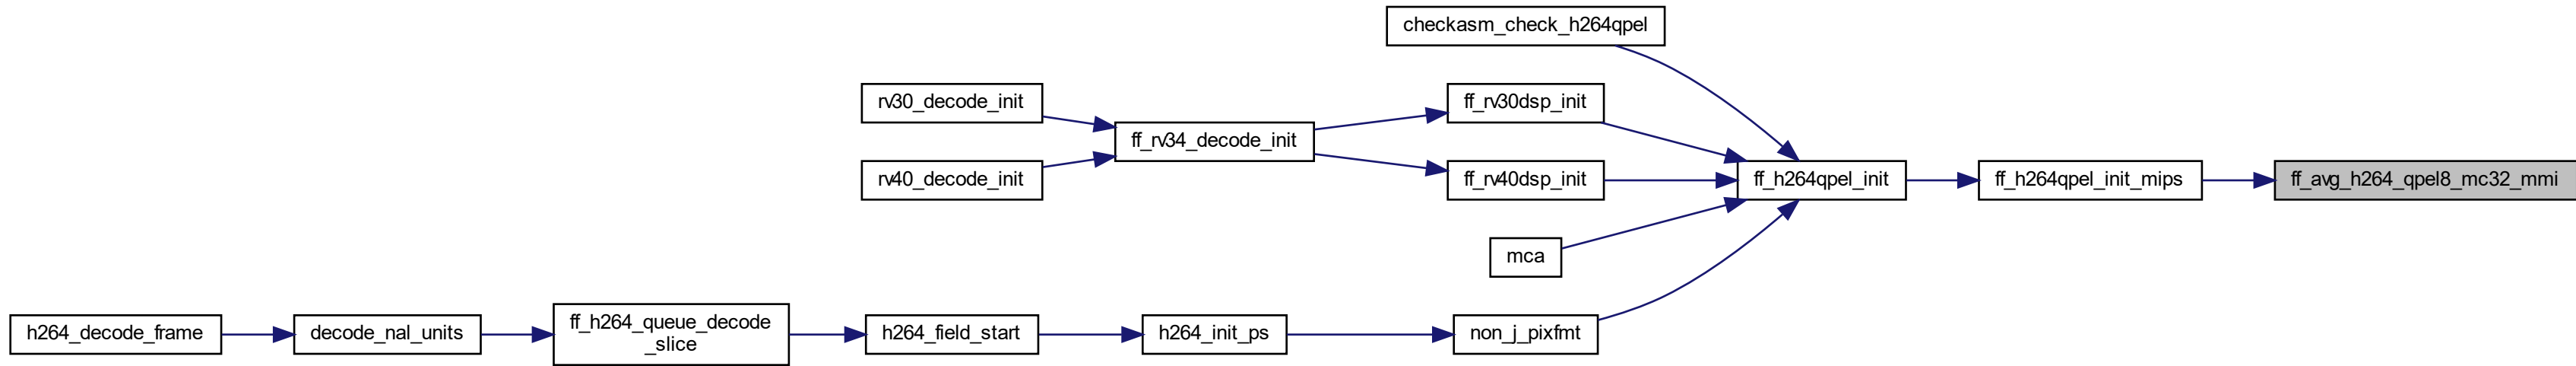 checkasm_check_h264qpel
rv30_decode_init
ff_rv30dsp_init
ff_rv34_decode_init
rv40_decode_init
ff_rv40dsp_init
ff_h264qpel_init
ff_h264qpel_init_mips
ff_avg_h264_qpel8_mc32_mmi
mca
h264_decode_frame
decode_nal_units
ff_h264_queue_decode
_slice
h264_field_start
h264_init_ps
non_j_pixfmt